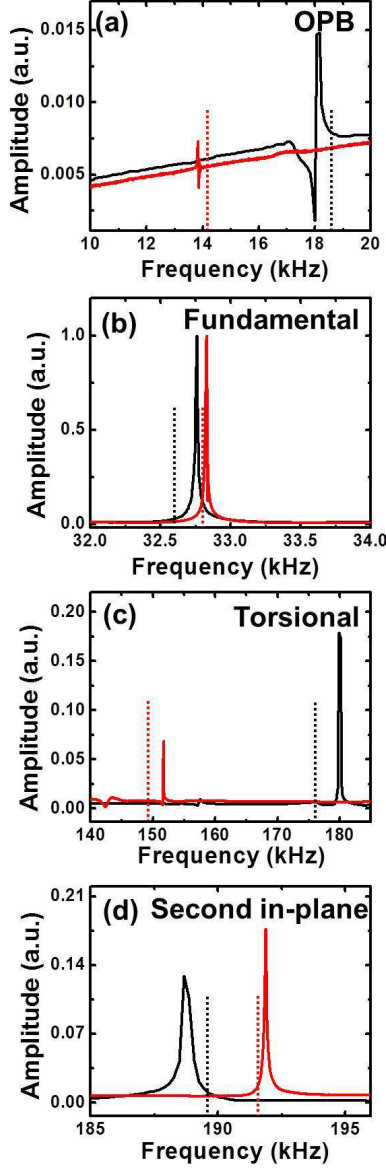 (a) OPB
0.015
0.010
0.005
Amplitude (a.u.)
10 12 14 16 18 20
Frequency (kHz)
(b) Fundamental
1.0
0.5
0.0
Amplitude (a.u.)
32.0 32.5 33.0 33.5 34.0
Frequency (kHz)
(c) Torsional
0.20
0.15
0.10
0.05
0.00
Amplitude (a.u.)
140 150 160 170 180
Frequency (kHz)
(d) Second in-plane
0.21
0.14
0.07
0.00
Amplitude (a.u.)
185 190 195
Frequency (kHz)